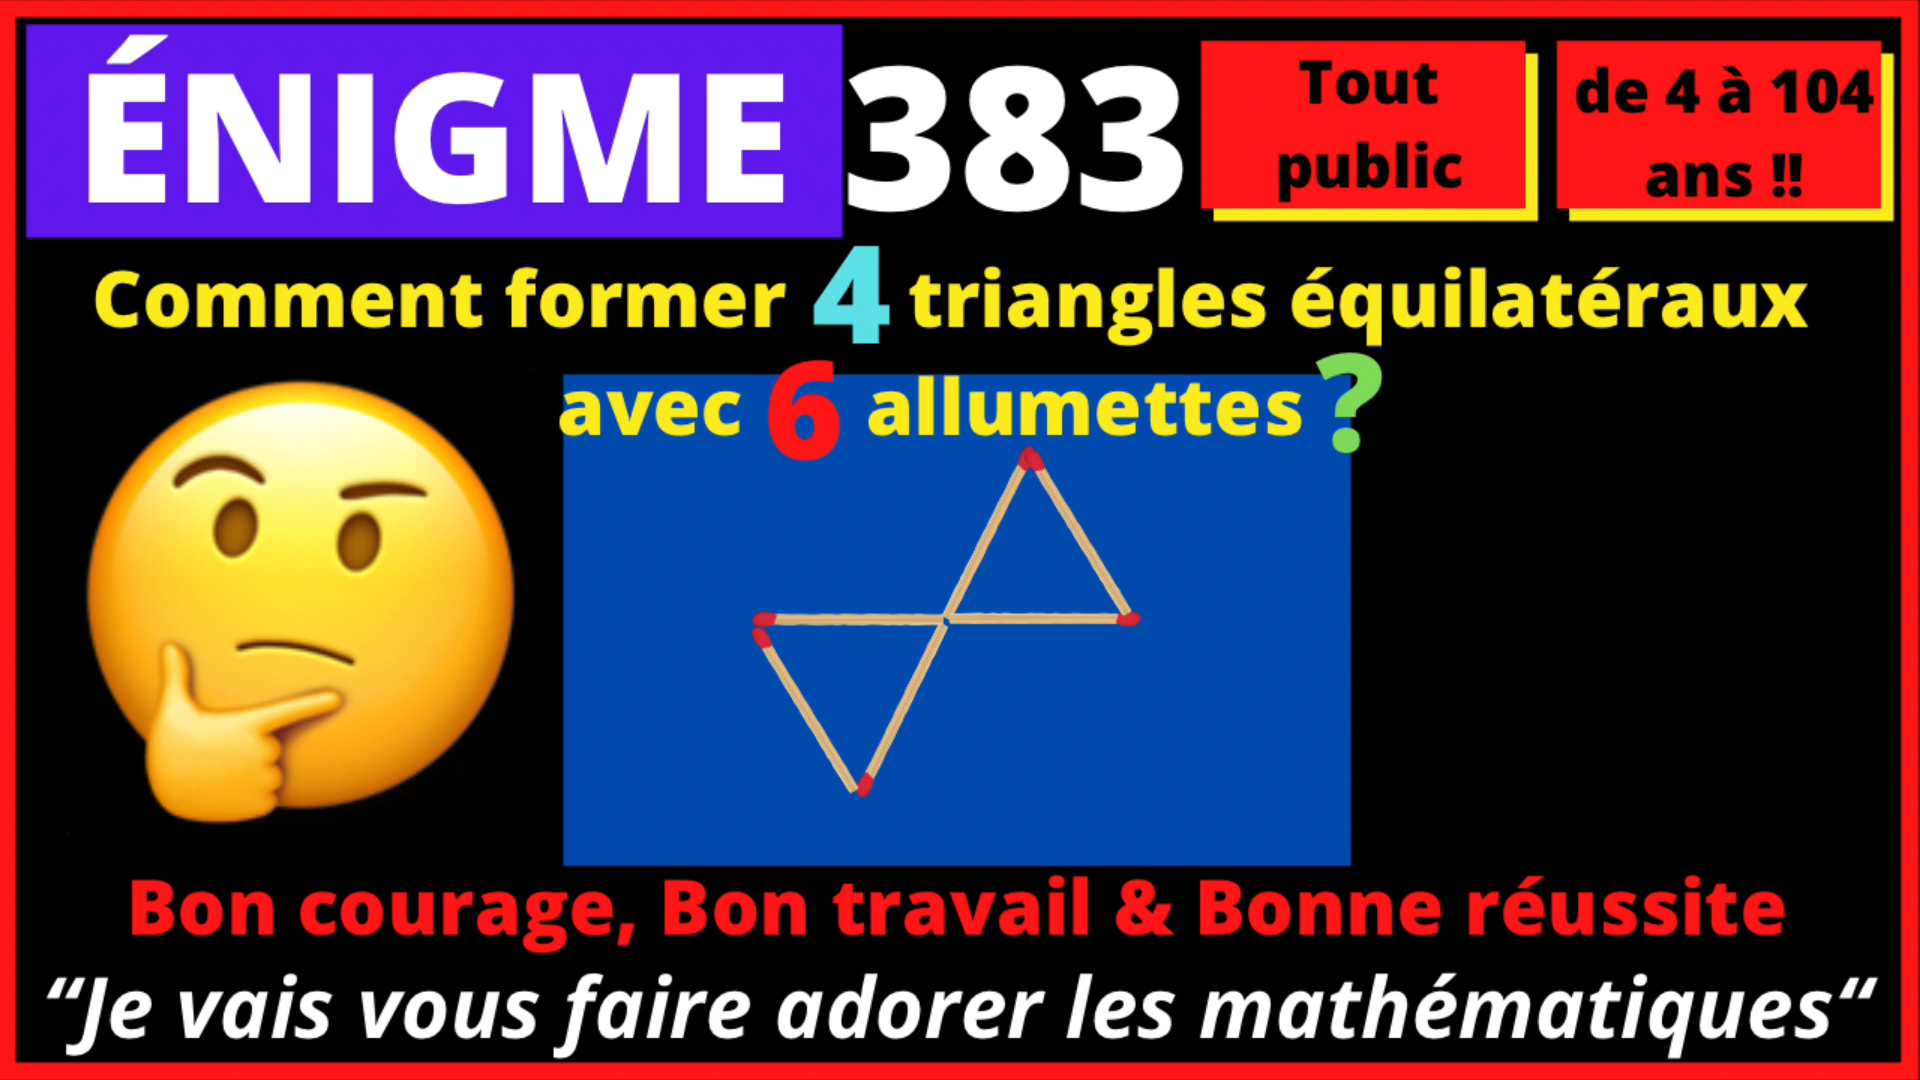 ÉNIGME 383
Tout
public
de 4 à 104
ans !!
Comment former 4 triangles équilatéraux
avec 6 allumettes ?
Bon courage, Bon travail & Bonne réussite
“Je vais vous faire adorer les mathématiques“